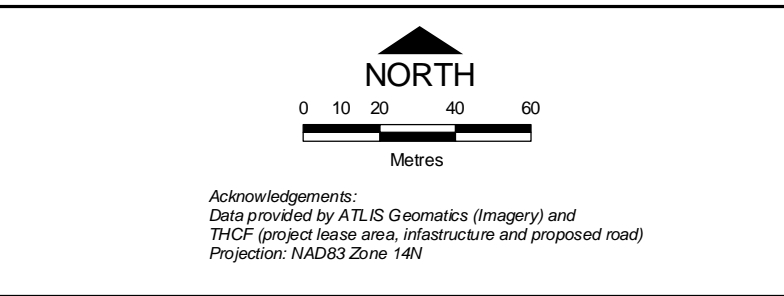 NORTH
0 10 20 40 60
Metres
Acknowledgements:
Data provided by ATLIS Geomatics (Imagery) and
THCF (project lease area, infastructure and proposed road)
Projection: NAD83 Zone 14N